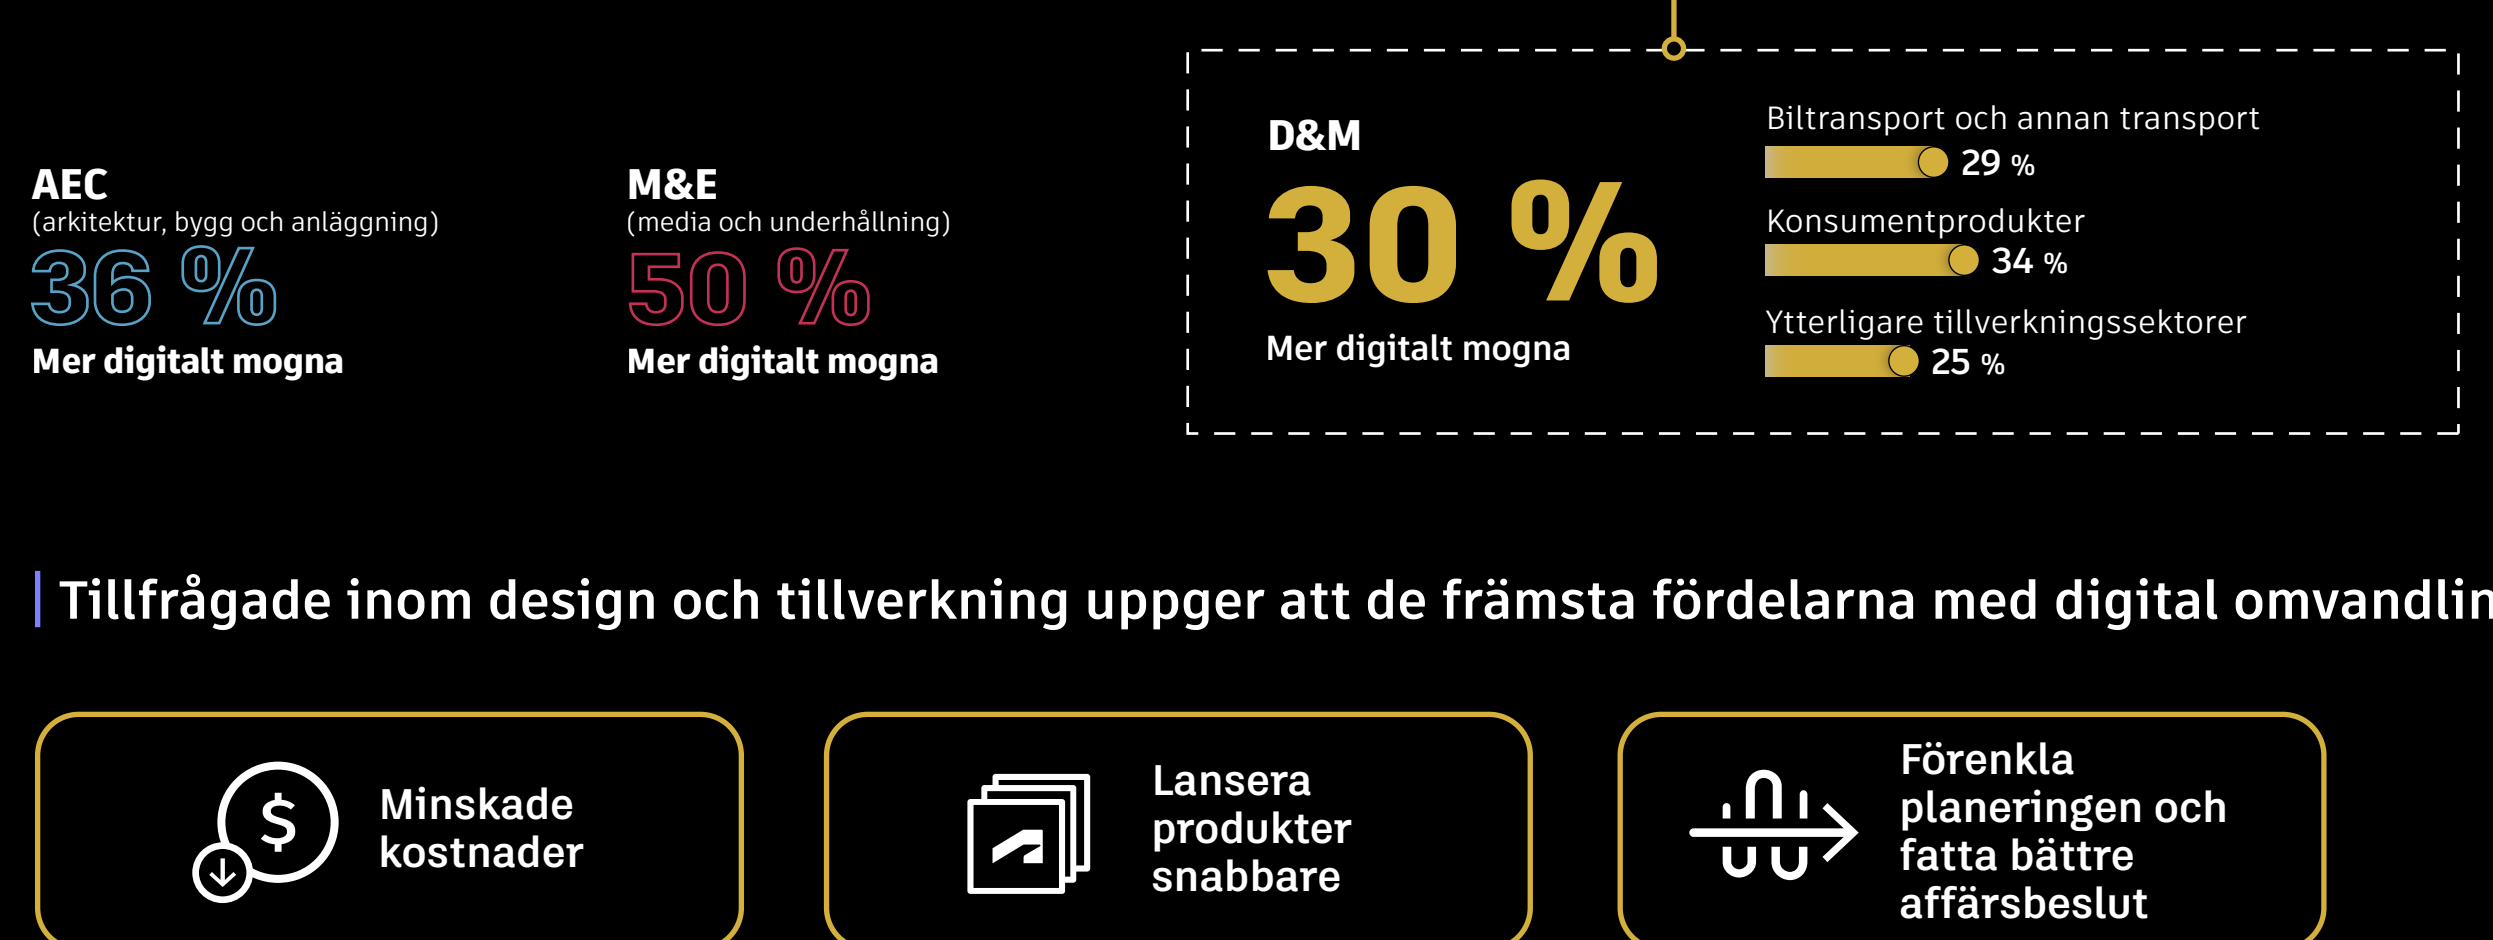 AEC
(arkitektur, bygg och anläggning)
36 %
Mer digitalt mogna
M&E
(media och underhållning)
50 %
Mer digitalt mogna
D&M
30 %
Mer digitalt mogna
Biltransport och annan transport
29 %
Konsumentprodukter
34 %
Ytterligare tillverkningssektorer
25 %
Tillfrågade inom design och tillverkning uppger att de främsta fördelarna med digital omvandlin
$
Minskade
kostnader
Lansera
produkter
snabbare
Förenkla
planeringen och
fatta bättre
affärsbeslut